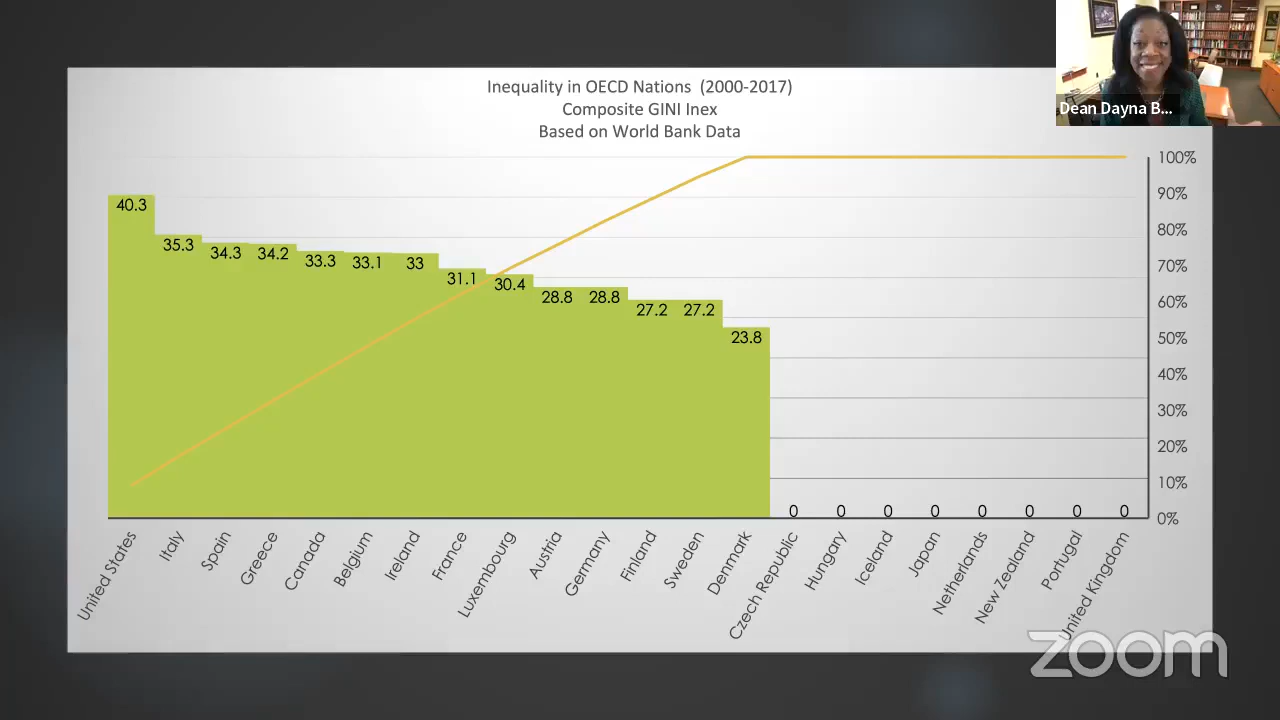 Inequality in OECD Nations (2000-2017)
Composite GINI Inex
Based on World Bank Data
Dean Dayna B...
100%
90%
80%
70%
60%
50%
40%
30%
20%
10%
0%
40.3
35.3
34.3
34.2
33.3
33.1
33
31.1
30.4
28.8
28.8
27.2
27.2
23.8
0
0
0
0
0
0
0
0
United States
Italy
Spain
Greece
Canada
Belgium
Ireland
France
Luxembourg
Austria
Germany
Finland
Sweden
Denmark
Czech Republic
Hungary
Iceland
Japan
Netherlands
New Zealand
Portugal
United Kingdom
zoom